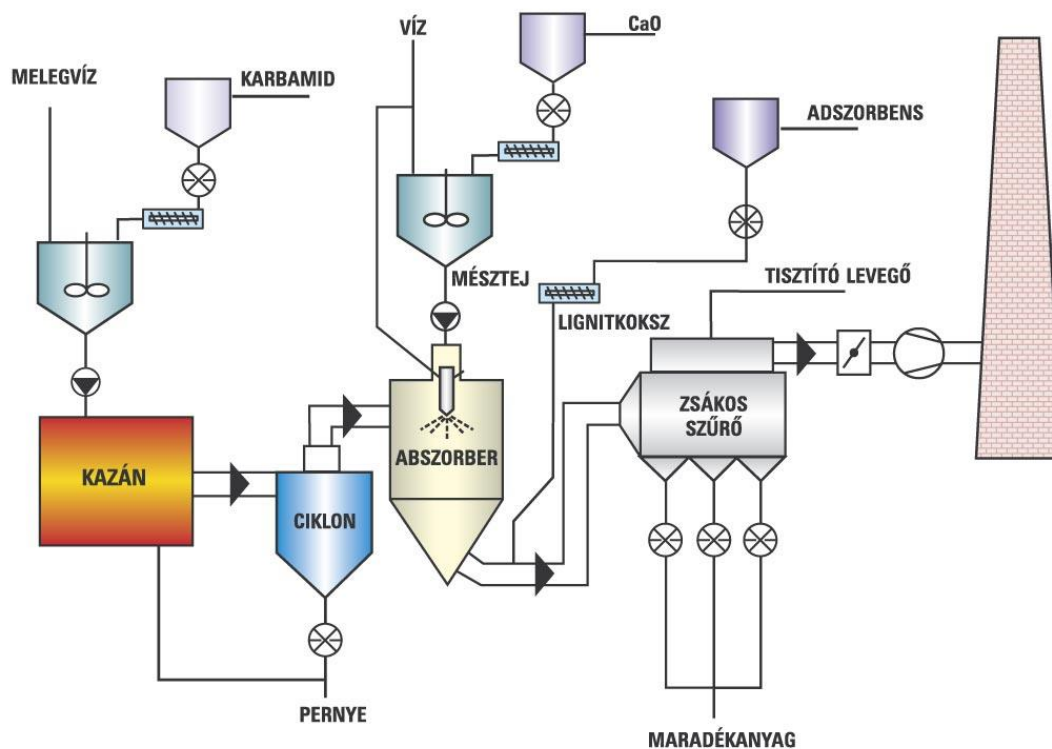 VÍZ
CaO
MELEGVÍZ
KARBAMID
ADSZORBENS
MÉSZTEJ
TISZTÍTÓ LEVEGŐ
LIGNITKOKSZ
ZSÁKOS
SZŰRŐ
KAZÁN
ABSZORBER
CIKLON
PERNYE
MARADÉKANYAG